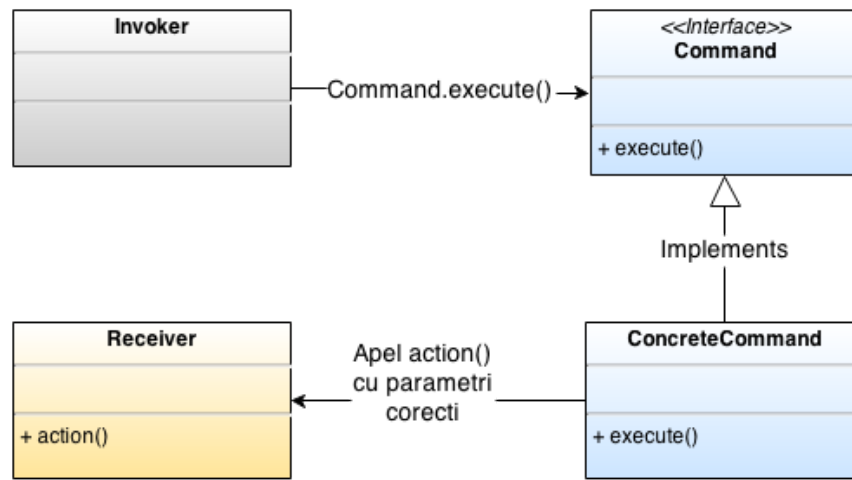 Invoker
<<Interface>>
Command
Command.execute()
+ execute()
Implements
Receiver
ConcreteCommand
Apel action()
cu parametri
corecti
+ action()
+ execute()